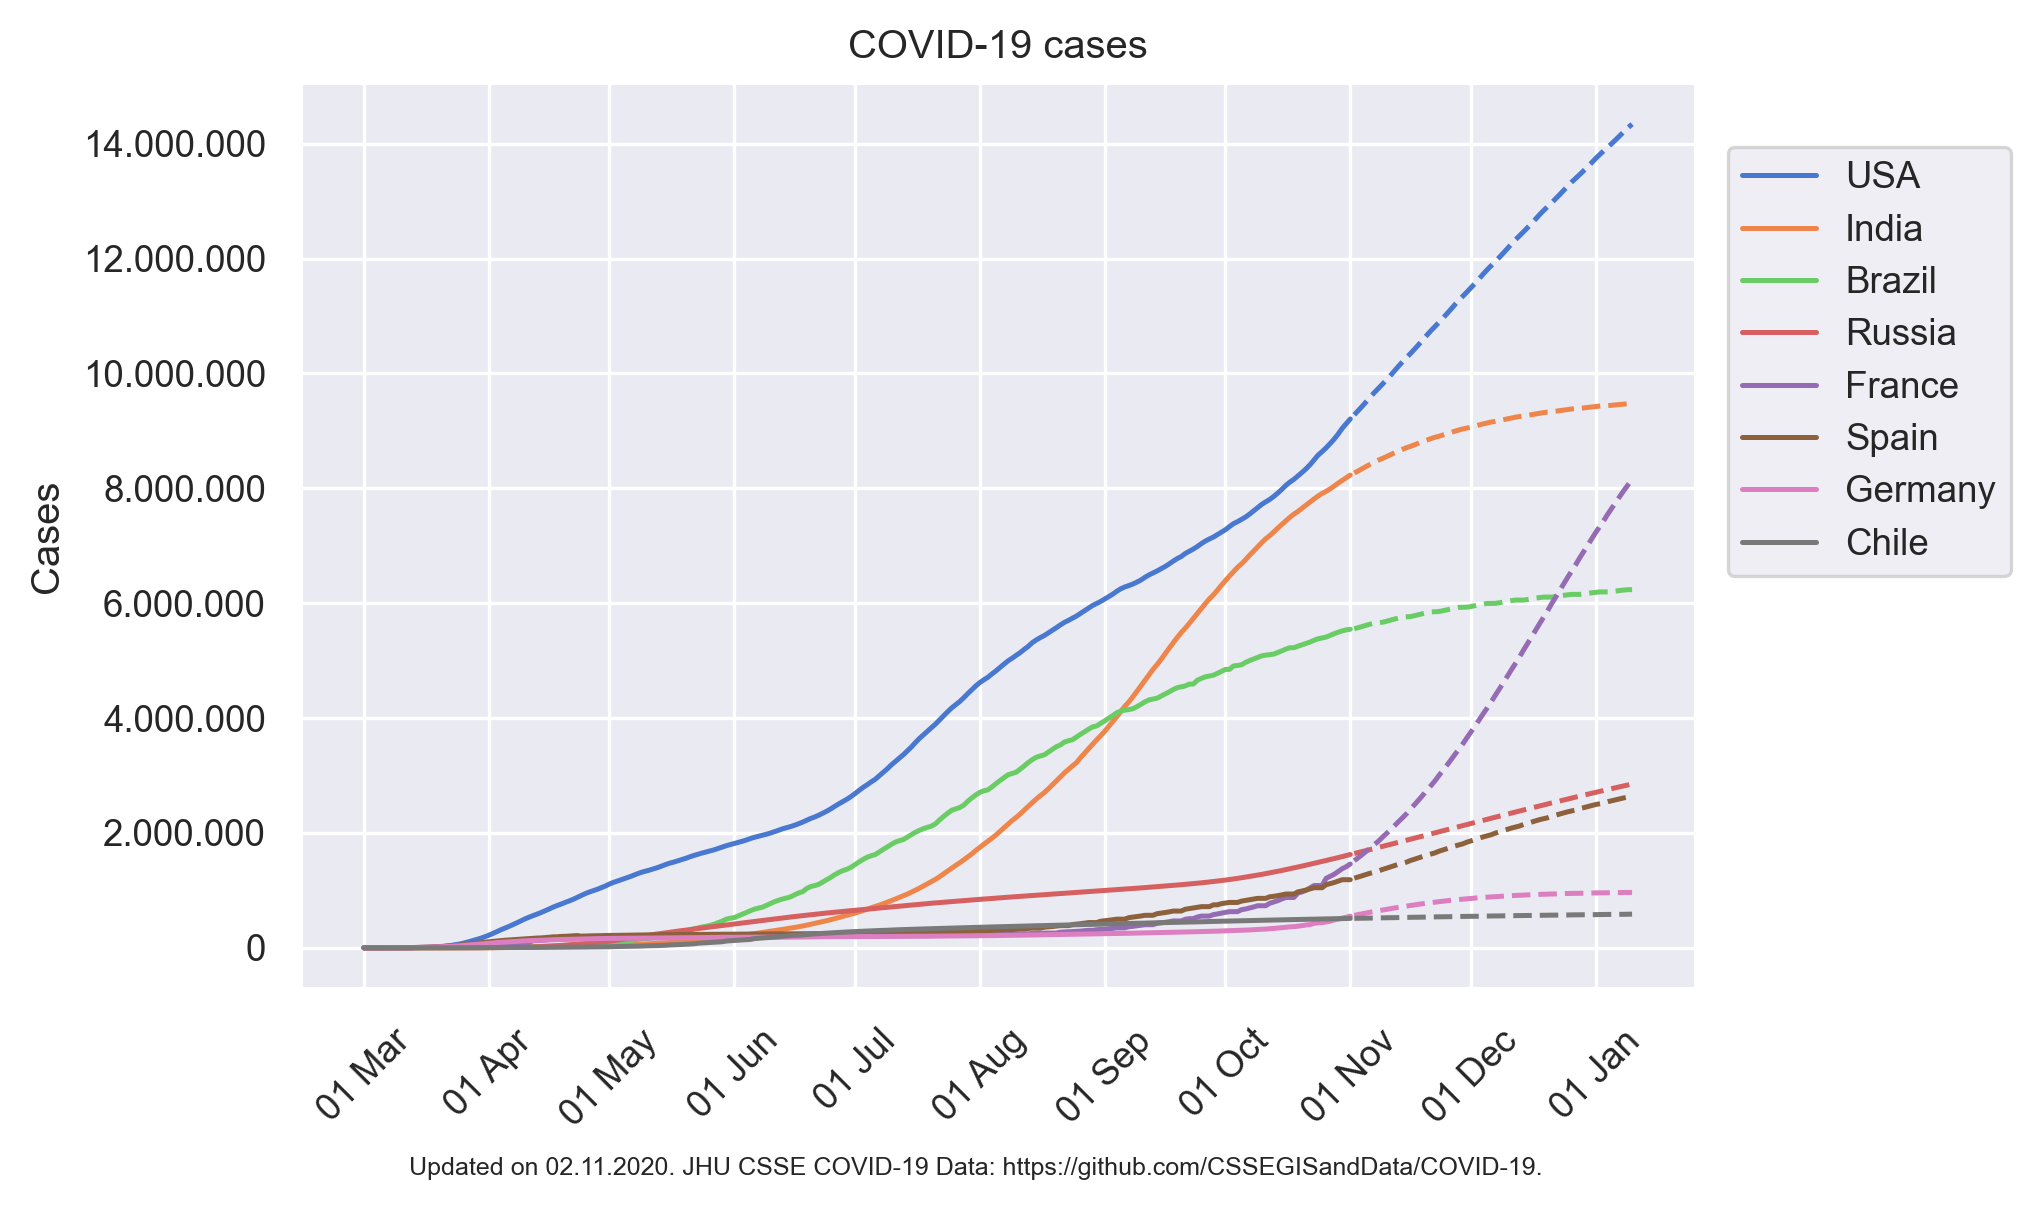 COVID-19 cases
14.000.000
12.000.000
10.000.000
8.000.000
6.000.000
4.000.000
2.000.000
0
Cases
USA
India
Brazil
Russia
France
Spain
Germany
Chile
01 Mar
01 Apr
01 May
01 Jun
01 Jul
01 Aug
01 Sep
01 Oct
01 Nov
01 Dec
01 Jan
Updated on 02.11.2020. JHU CSSE COVID-19 Data: https://github.com/CSSEGISandData/COVID-19.